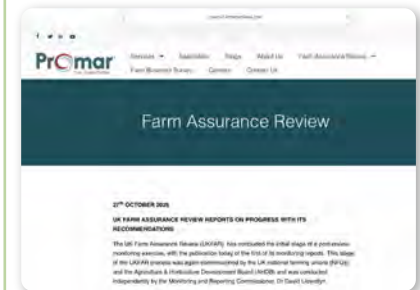 Promar
Services Specialists Blogs About Us Farm Assurance Review
Farm Business Survey Careers Contact Us
Farm Assurance Review
27TH OCTOBER 2025
UK FARM ASSURANCE REVIEW REPORTS ON PROGRESS WITH ITS
RECOMMENDATIONS
The UK Farm Assurance Review (UKFAR) has conducted the initial stage of a post-review
monitoring exercise, with the publication today of the first of its monitoring reports. This stage
of the UKFAR process was again commissioned by the UK national farming unions (NFUs)
and the Agriculture & Horticulture Development Board (AHDB) and was conducted
independently by the Monitoring and Reporting Commissioner, Dr David Llewellyn.